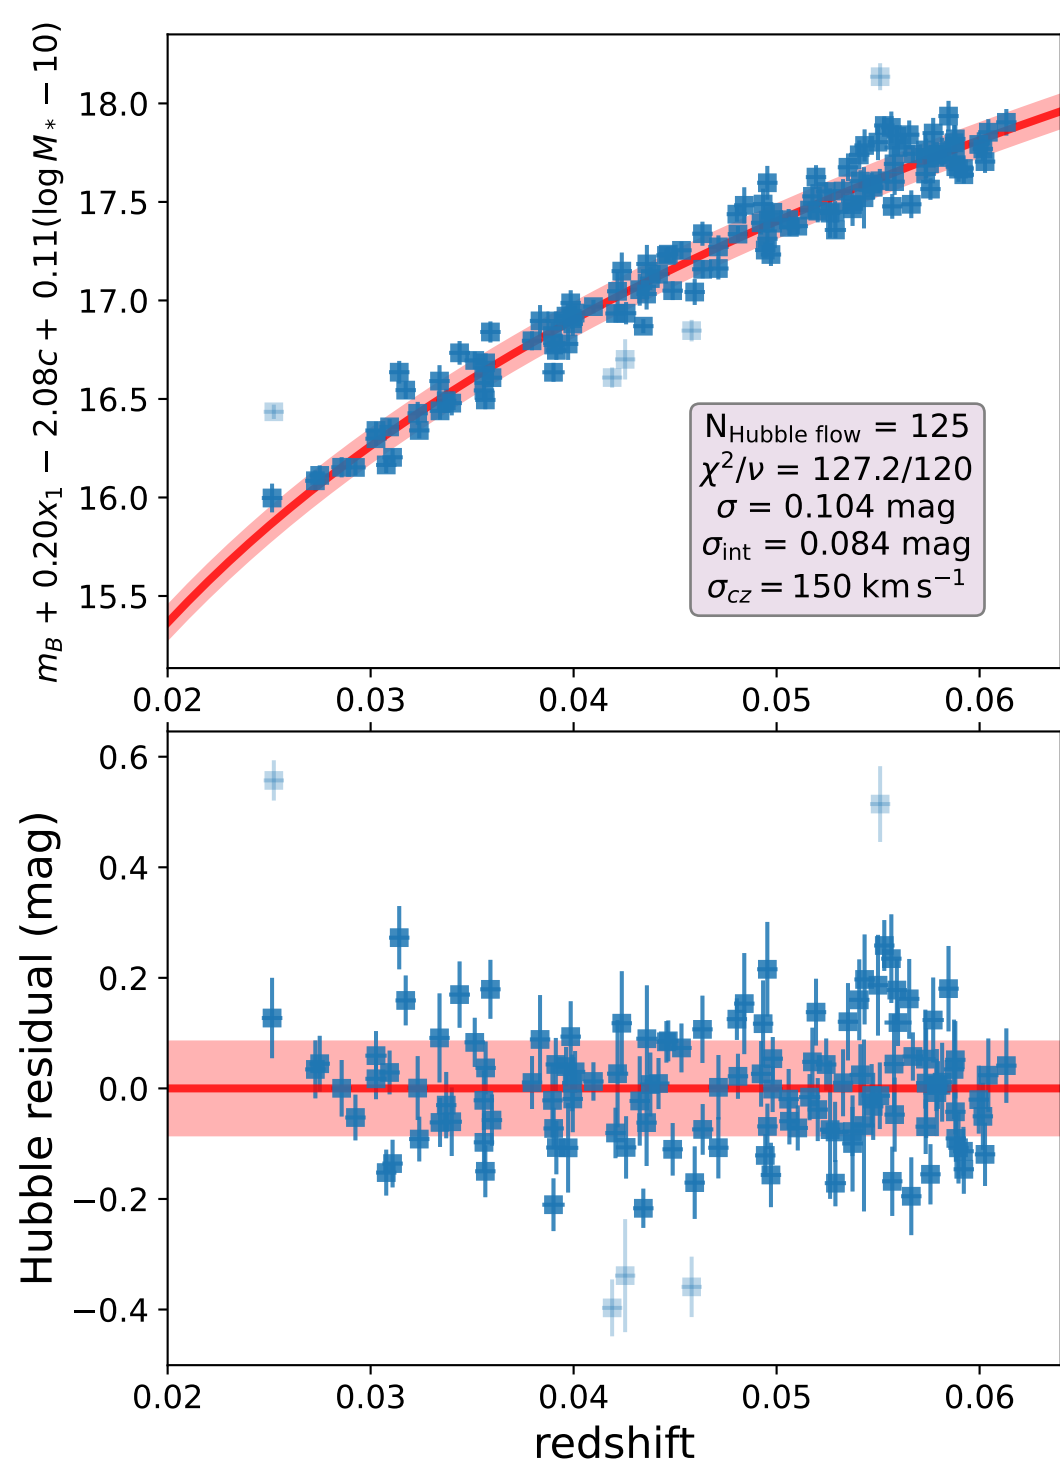 m_B + 0.20x_1 − 2.08c + 0.11(log M_* − 10)
18.0
17.5
17.0
16.5
16.0
15.5
N_Hubble flow = 125
χ²/ν = 127.2/120
σ = 0.104 mag
σ_int = 0.084 mag
σ_cz = 150 km s⁻¹
0.02 0.03 0.04 0.05 0.06
Hubble residual (mag)
0.6
0.4
0.2
0.0
−0.2
−0.4
0.02 0.03 0.04 0.05 0.06
redshift